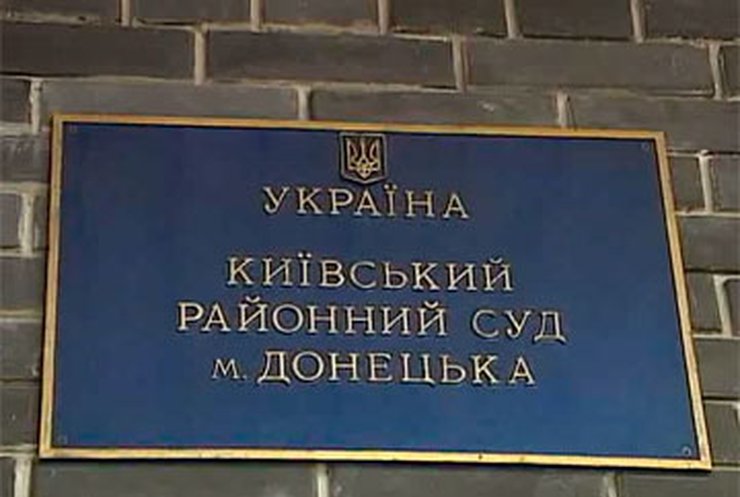 УКРАЇНА
КИЇВСЬКИЙ
РАЙОННИЙ СУД
м. ДОНЕЦЬКА